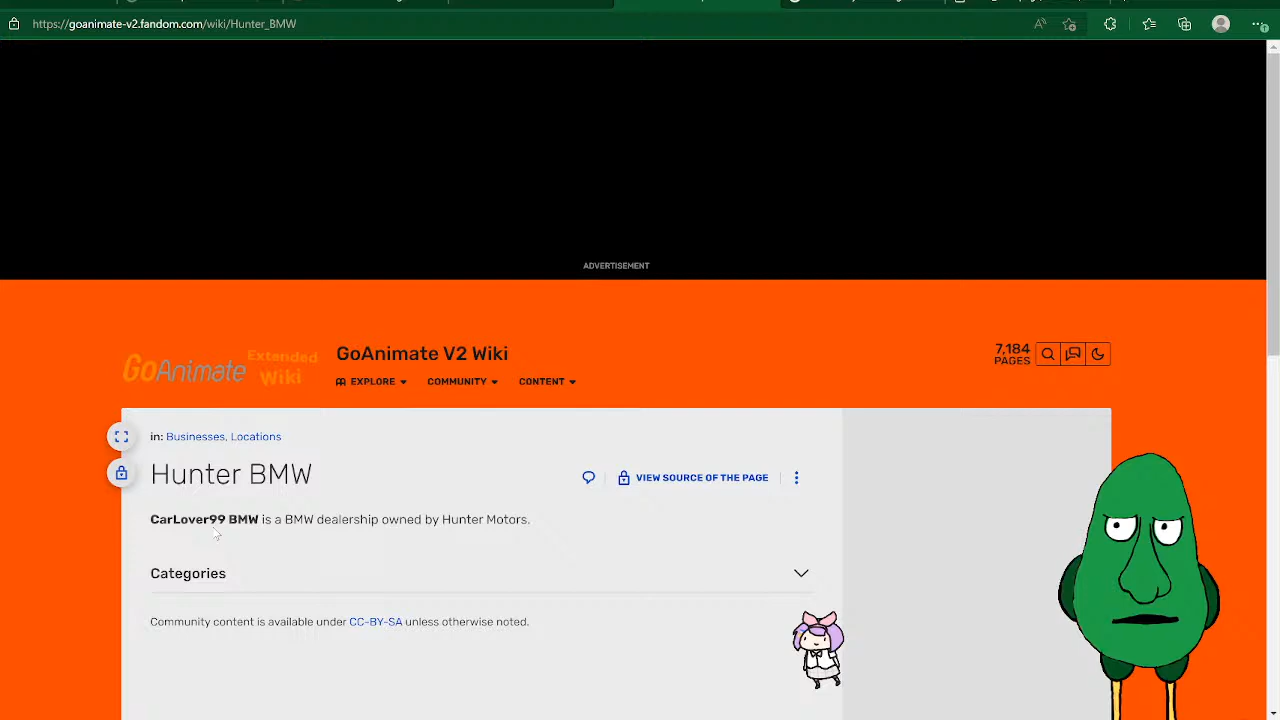 https://goanimate-v2.fandom.com/wiki/Hunter_BMW
ADVERTISEMENT
GoAnimate Extended Wiki
GoAnimate V2 Wiki
7,184 PAGES
EXPLORE COMMUNITY CONTENT
in: Businesses, Locations
Hunter BMW
VIEW SOURCE OF THE PAGE
CarLover99 BMW is a BMW dealership owned by Hunter Motors.
Categories
Community content is available under CC-BY-SA unless otherwise noted.